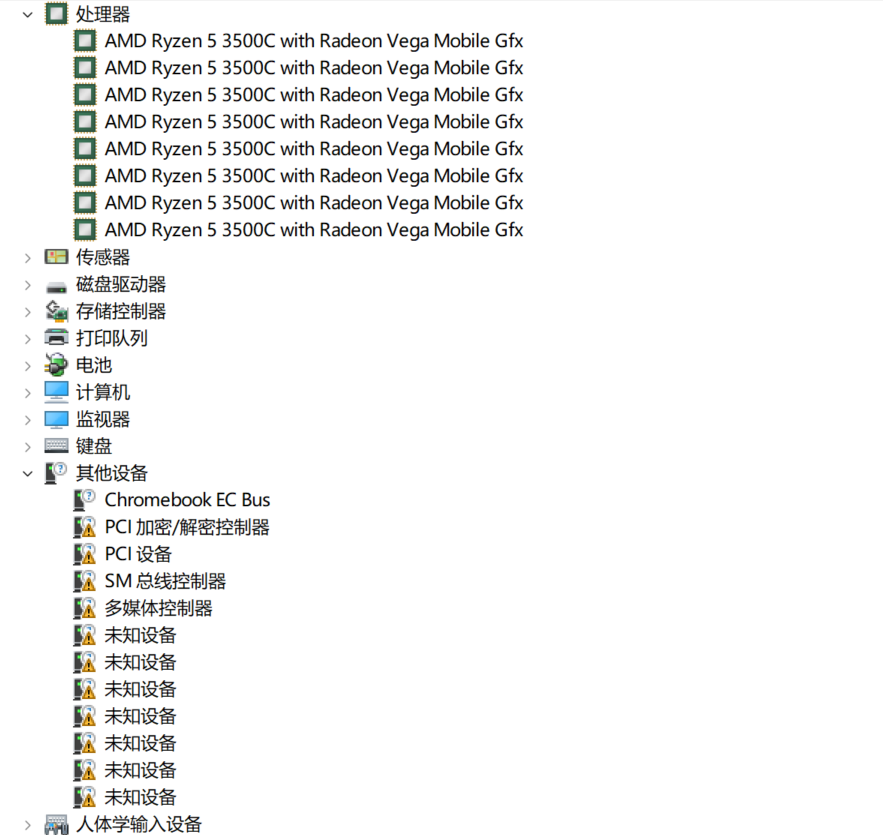 处理器
AMD Ryzen 5 3500C with Radeon Vega Mobile Gfx
AMD Ryzen 5 3500C with Radeon Vega Mobile Gfx
AMD Ryzen 5 3500C with Radeon Vega Mobile Gfx
AMD Ryzen 5 3500C with Radeon Vega Mobile Gfx
AMD Ryzen 5 3500C with Radeon Vega Mobile Gfx
AMD Ryzen 5 3500C with Radeon Vega Mobile Gfx
AMD Ryzen 5 3500C with Radeon Vega Mobile Gfx
AMD Ryzen 5 3500C with Radeon Vega Mobile Gfx
传感器
磁盘驱动器
存储控制器
打印队列
电池
计算机
监视器
键盘
其他设备
Chromebook EC Bus
PCI 加密/解密控制器
PCI 设备
SM 总线控制器
多媒体控制器
未知设备
未知设备
未知设备
未知设备
未知设备
未知设备
未知设备
人体学输入设备